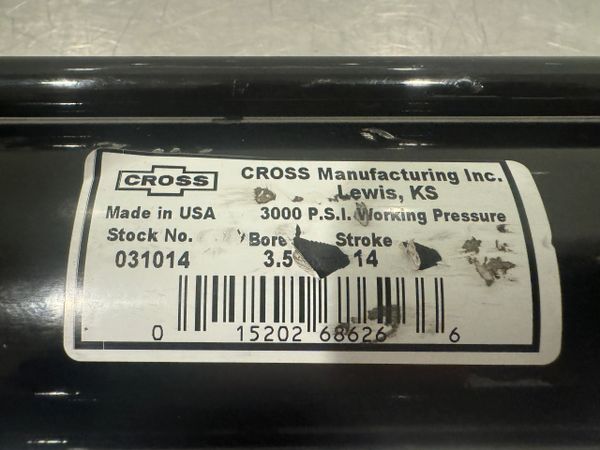 CROSS
CROSS Manufacturing Inc.
Lewis, KS
Made in USA 3000 P.S.I. Working Pressure
Stock No. Bore Stroke
031014 3.5 14
0 15202 68626 6